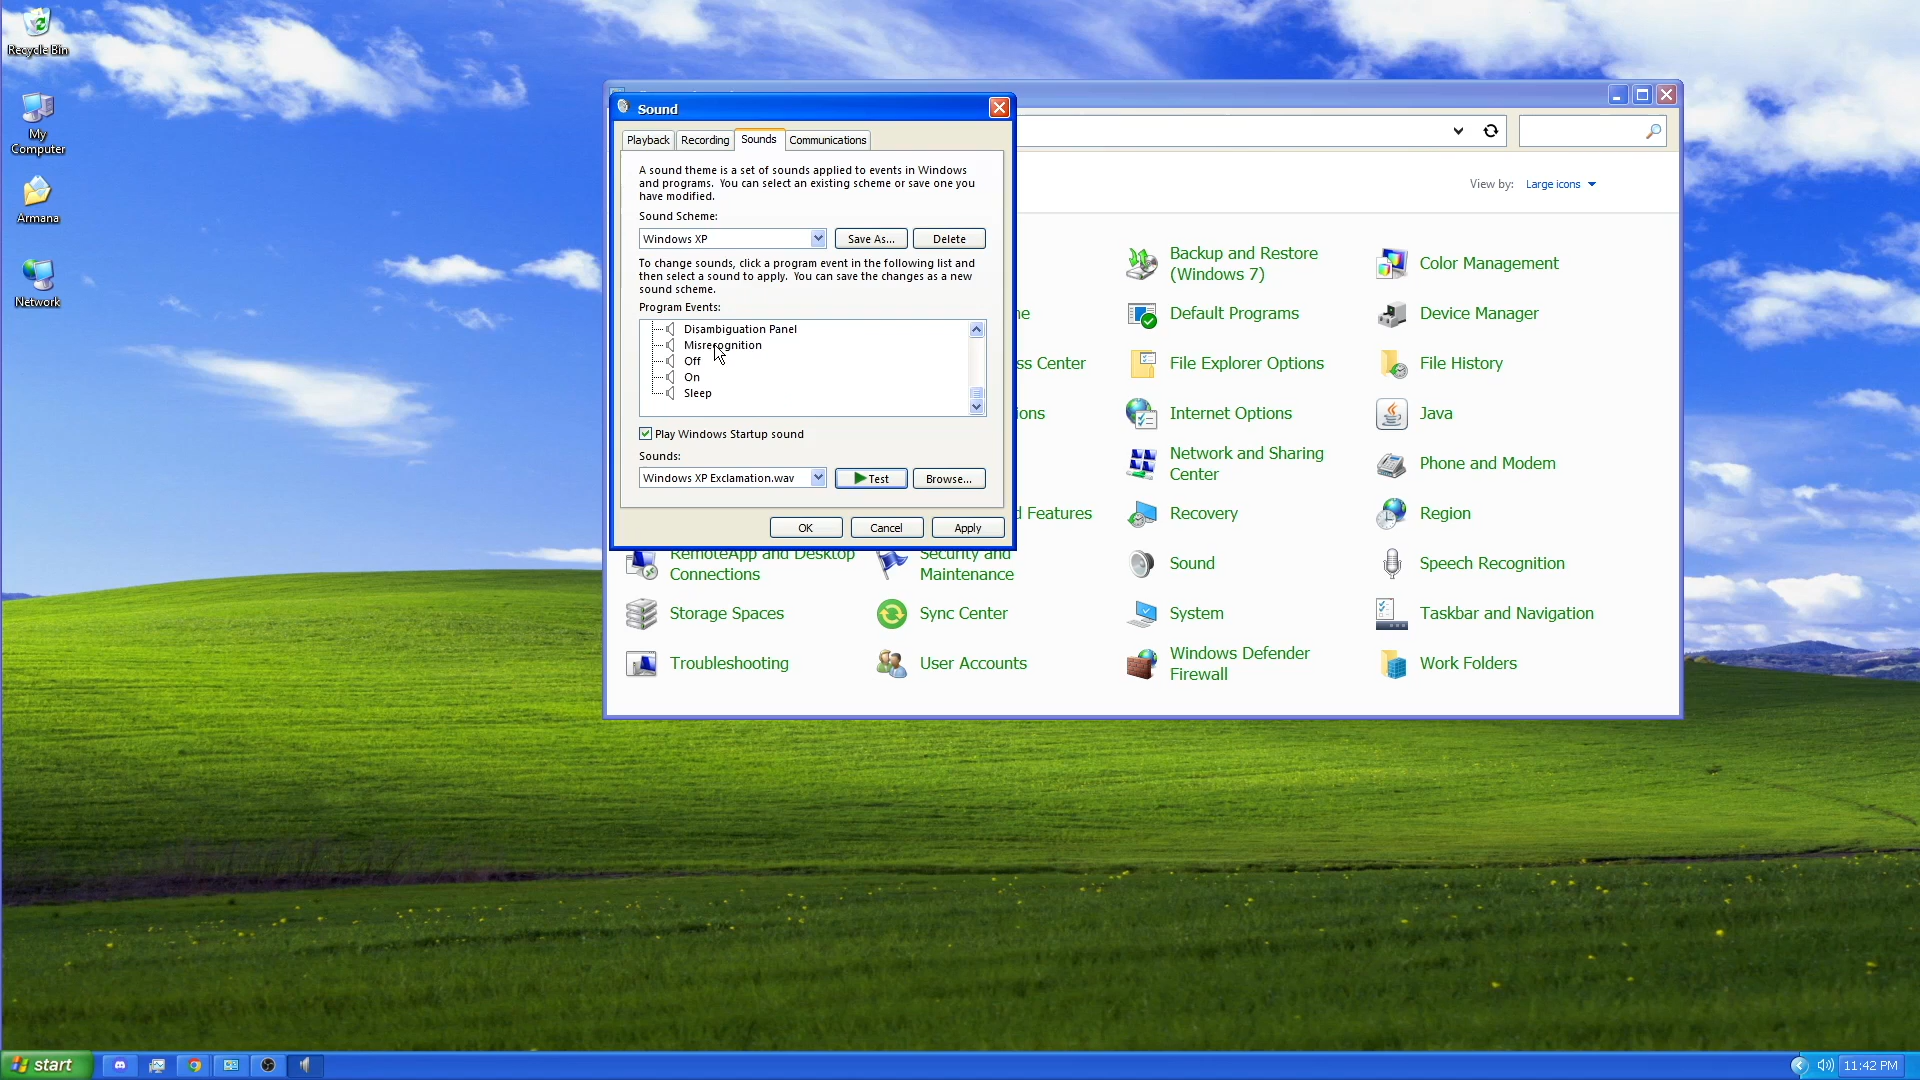 Recycle Bin
My
Computer
Armana
Network
Sound
Playback
Recording
Sounds
Communications
A sound theme is a set of sounds applied to events in Windows
and programs. You can select an existing scheme or save one you
have modified.
Sound Scheme:
Windows XP
Save As...
Delete
To change sounds, click a program event in the following list and
then select a sound to apply. You can save the changes as a new
sound scheme.
Program Events:
Disambiguation Panel
Misrecognition
Off
On
Sleep
Play Windows Startup sound
Sounds:
Windows XP Exclamation.wav
Test
Browse...
OK
Cancel
Apply
View by:
Large icons
Backup and Restore
(Windows 7)
Color Management
Default Programs
Device Manager
ss Center
File Explorer Options
File History
ions
Internet Options
Java
Network and Sharing
Center
Phone and Modem
d Features
Recovery
Region
RemoteApp and Desktop
Connections
Security and
Maintenance
Sound
Speech Recognition
Storage Spaces
Sync Center
System
Taskbar and Navigation
Troubleshooting
User Accounts
Windows Defender
Firewall
Work Folders
start
11:42 PM